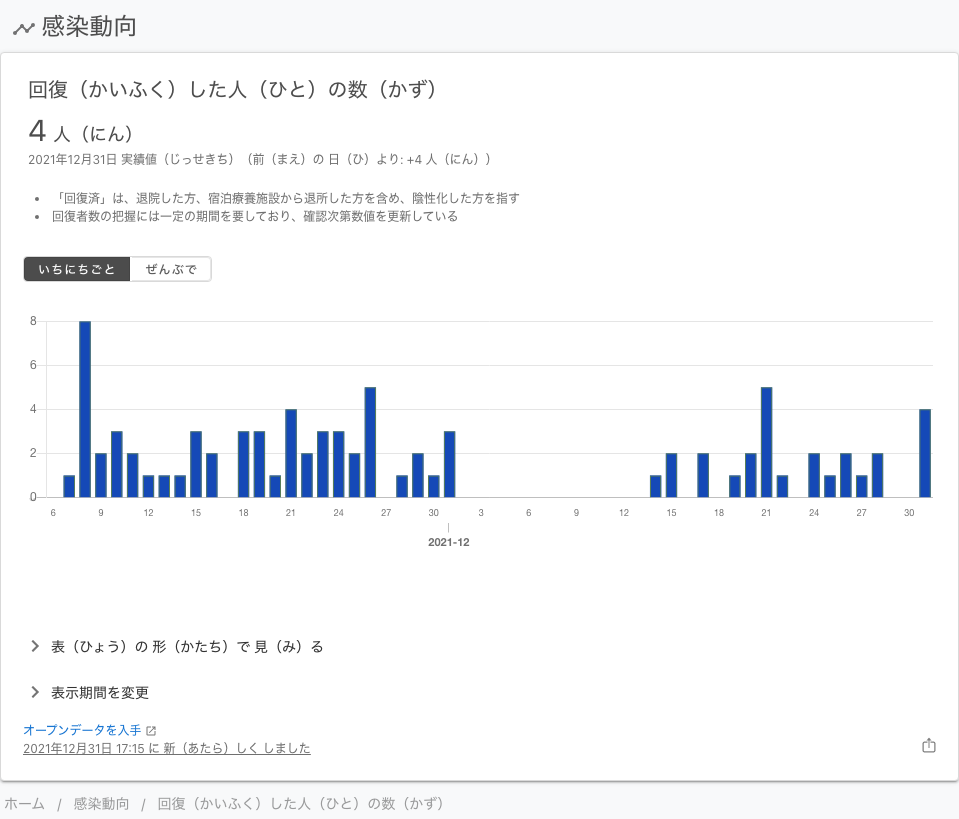 感染動向
回復（かいふく）した人（ひと）の数（かず）
4 人（にん）
2021年12月31日 実績値（じっせきち）（前（まえ）の 日（ひ）より: +4 人（にん））
• 「回復済」は、退院した方、宿泊療養施設から退所した方を含め、陰性化した方を指す
• 回復者数の把握には一定の期間を要しており、確認次第数値を更新している
いちにちごと ぜんぶで
8
6
4
2
0
6 9 12 15 18 21 24 27 30 3 6 9 12 15 18 21 24 27 30
2021-12
表（ひょう）の 形（かたち）で 見（み）る
表示期間を変更
オープンデータを入手
2021年12月31日 17:15 に 新（あたら）しく しました
ホーム / 感染動向 / 回復（かいふく）した人（ひと）の数（かず）